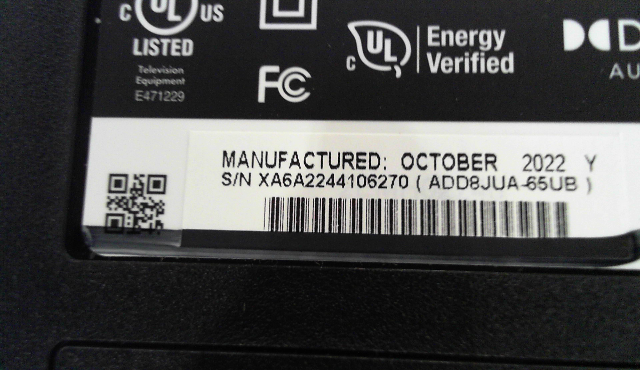 C UL US
LISTED
Television
Equipment
E471229
FC
C UL Energy
Verified
AU
MANUFACTURED: OCTOBER 2022 Y
S/N XA6A2244106270 ( ADD8JUA-65UB )